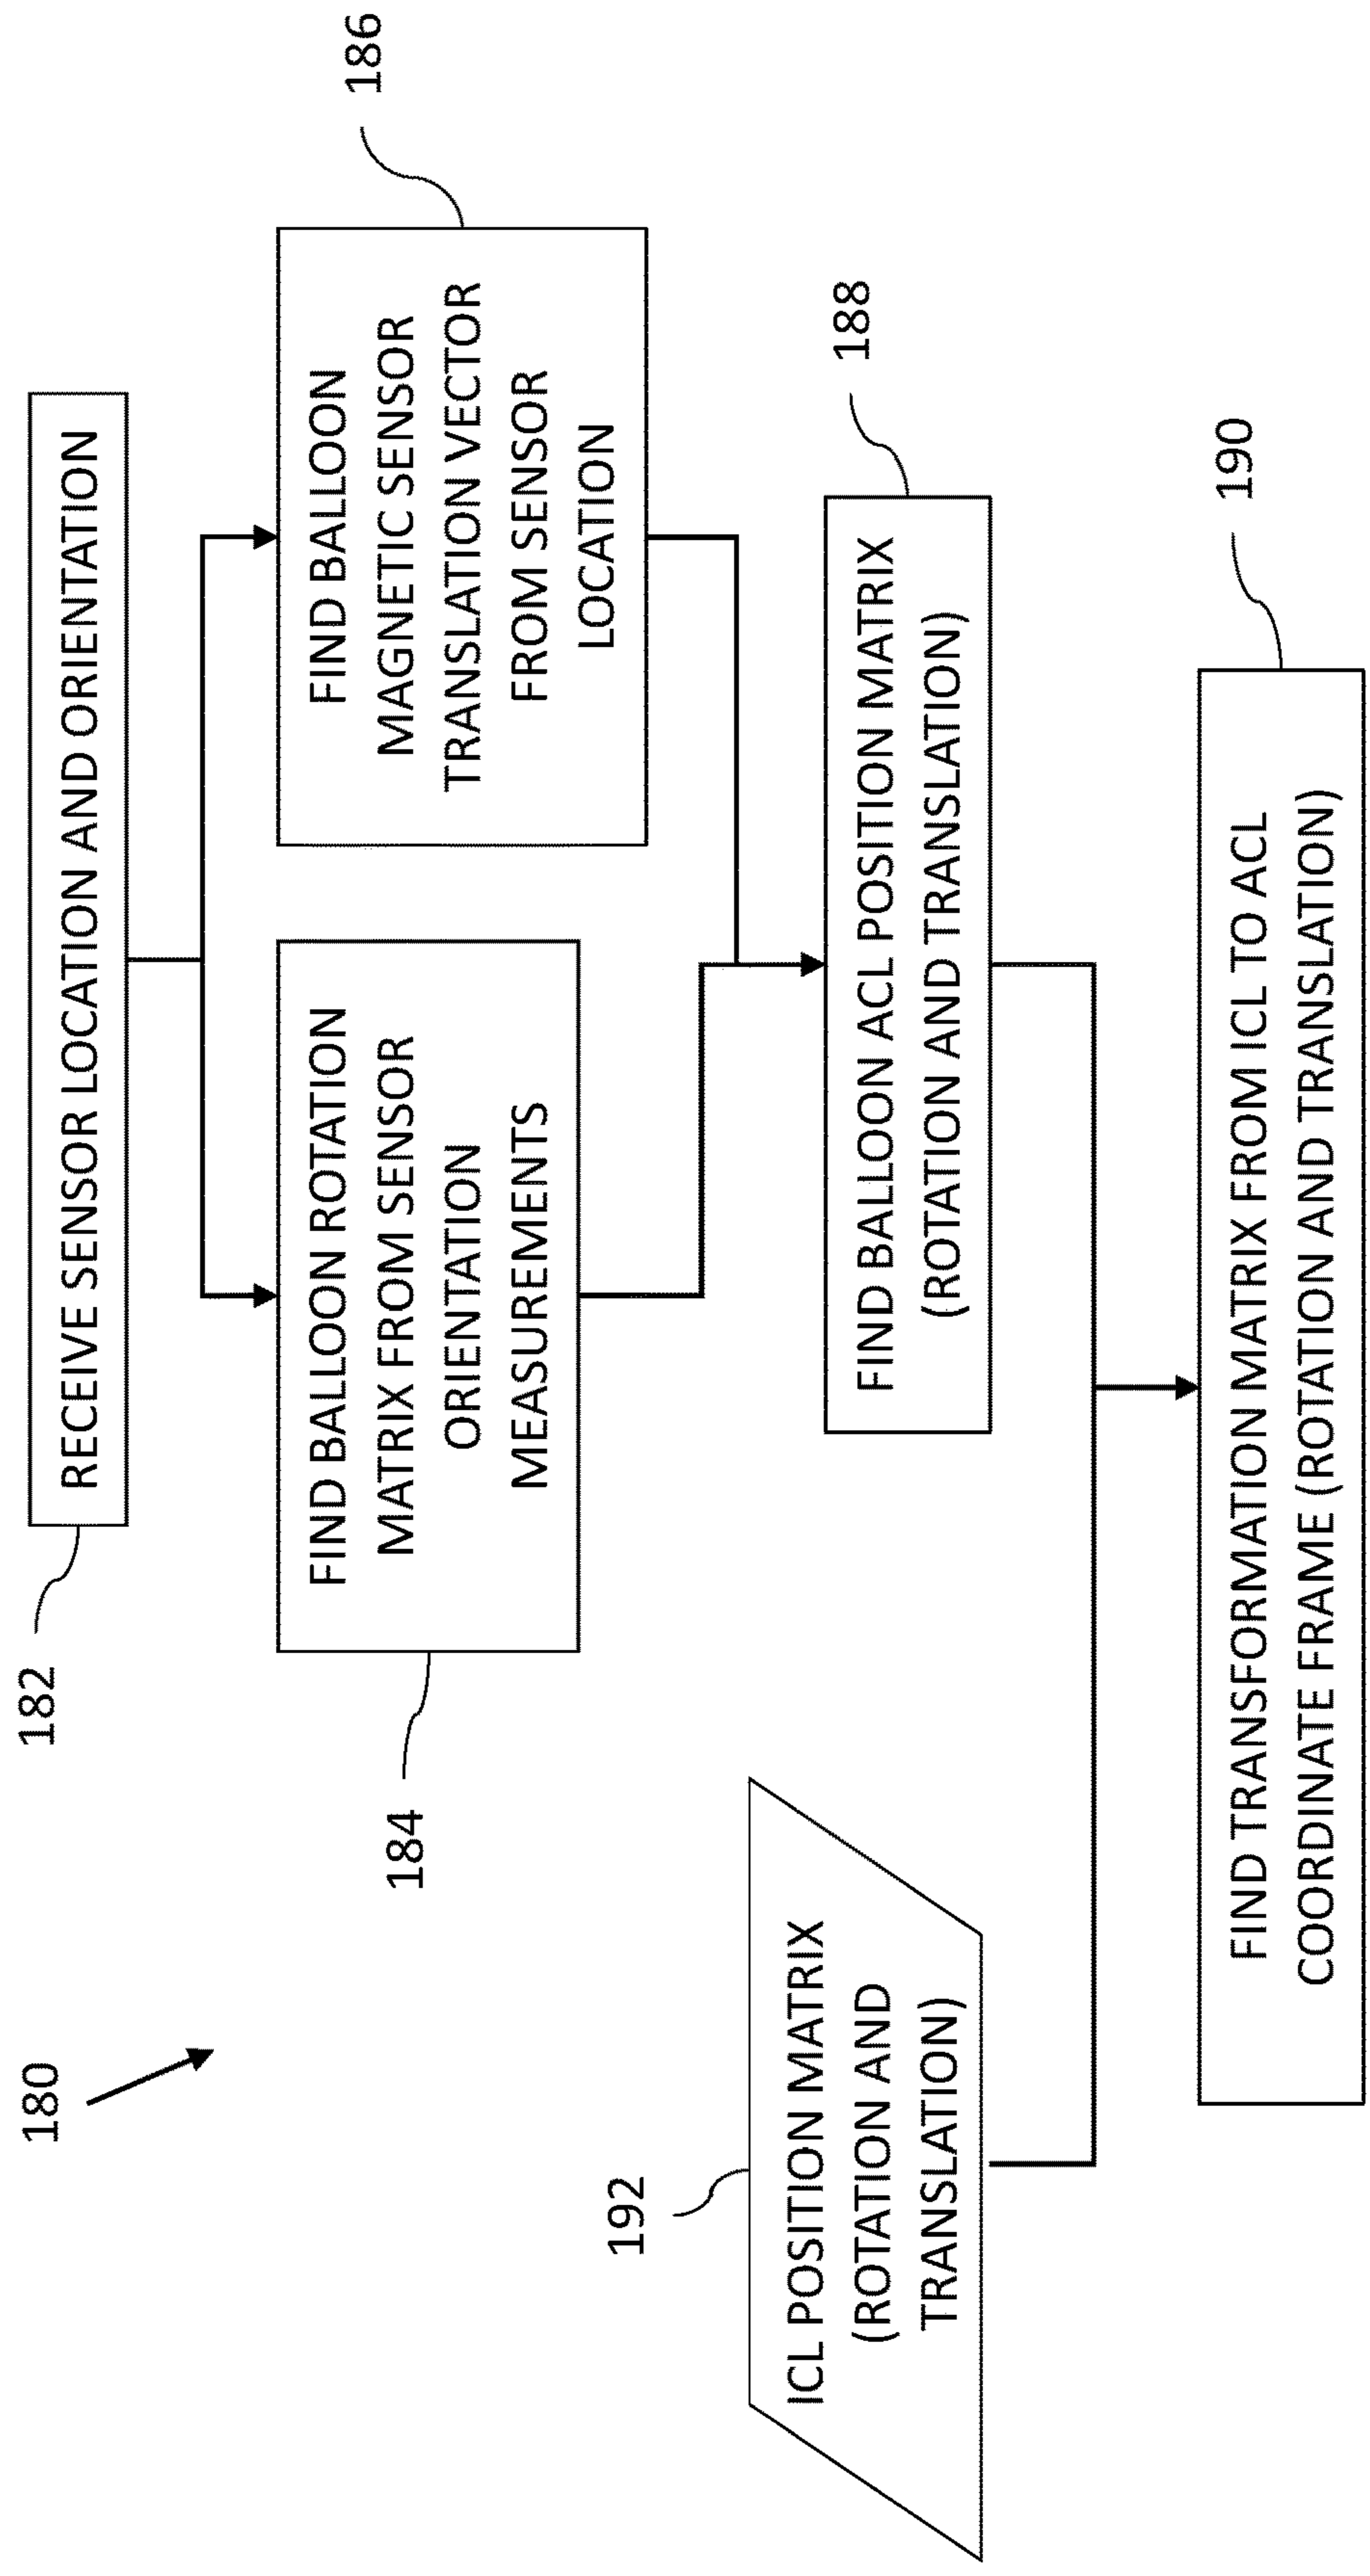 180
182
RECEIVE SENSOR LOCATION AND ORIENTATION
184
FIND BALLOON ROTATION
MATRIX FROM SENSOR
ORIENTATION
MEASUREMENTS
186
FIND BALLOON
MAGNETIC SENSOR
TRANSLATION VECTOR
FROM SENSOR
LOCATION
192
ICL POSITION MATRIX
(ROTATION AND
TRANSLATION)
188
FIND BALLOON ACL POSITION MATRIX
(ROTATION AND TRANSLATION)
190
FIND TRANSFORMATION MATRIX FROM ICL TO ACL
COORDINATE FRAME (ROTATION AND TRANSLATION)